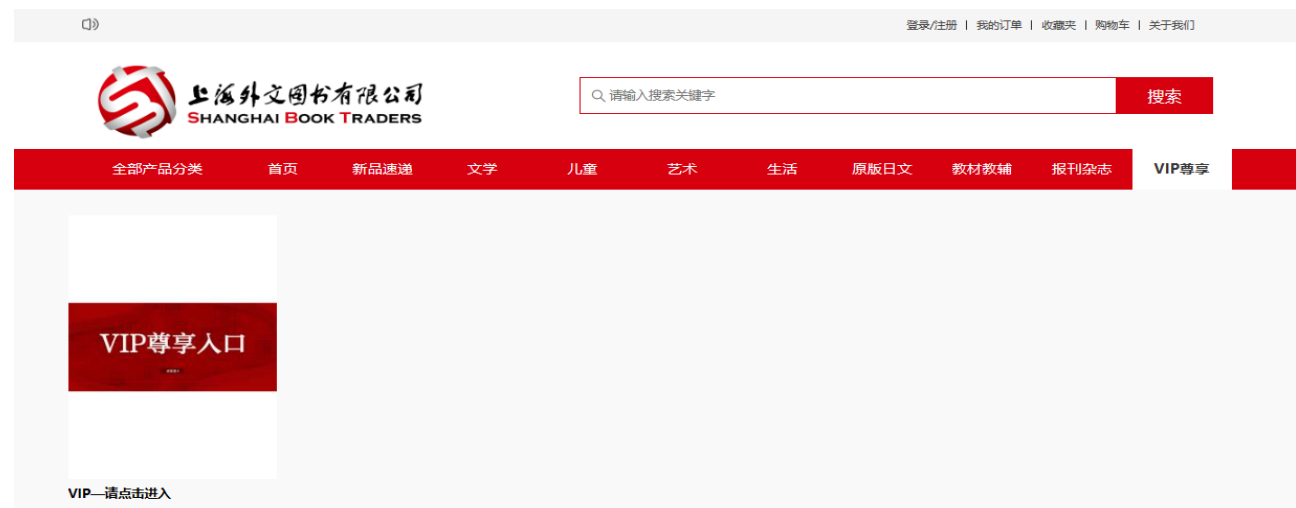 登录/注册 | 我的订单 | 收藏夹 | 购物车 | 关于我们
上海外文图书有限公司
SHANGHAI BOOK TRADERS
请输入搜索关键字
搜索
全部产品分类 首页 新品速递 文学 儿童 艺术 生活 原版日文 教材教辅 报刊杂志 VIP尊享
VIP尊享入口
VIP—请点击进入